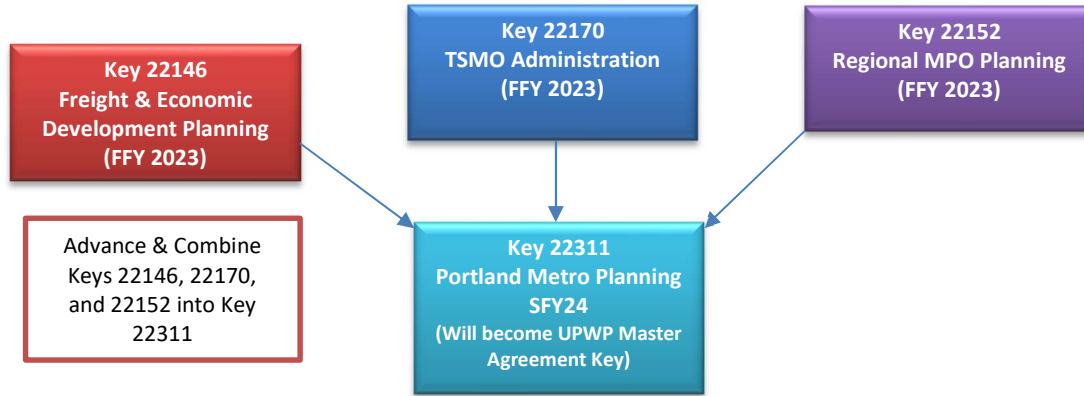 Key 22146
Freight & Economic
Development Planning
(FFY 2023)
Key 22170
TSMO Administration
(FFY 2023)
Key 22152
Regional MPO Planning
(FFY 2023)
Advance & Combine
Keys 22146, 22170,
and 22152 into Key
22311
Key 22311
Portland Metro Planning
SFY24
(Will become UPWP Master
Agreement Key)